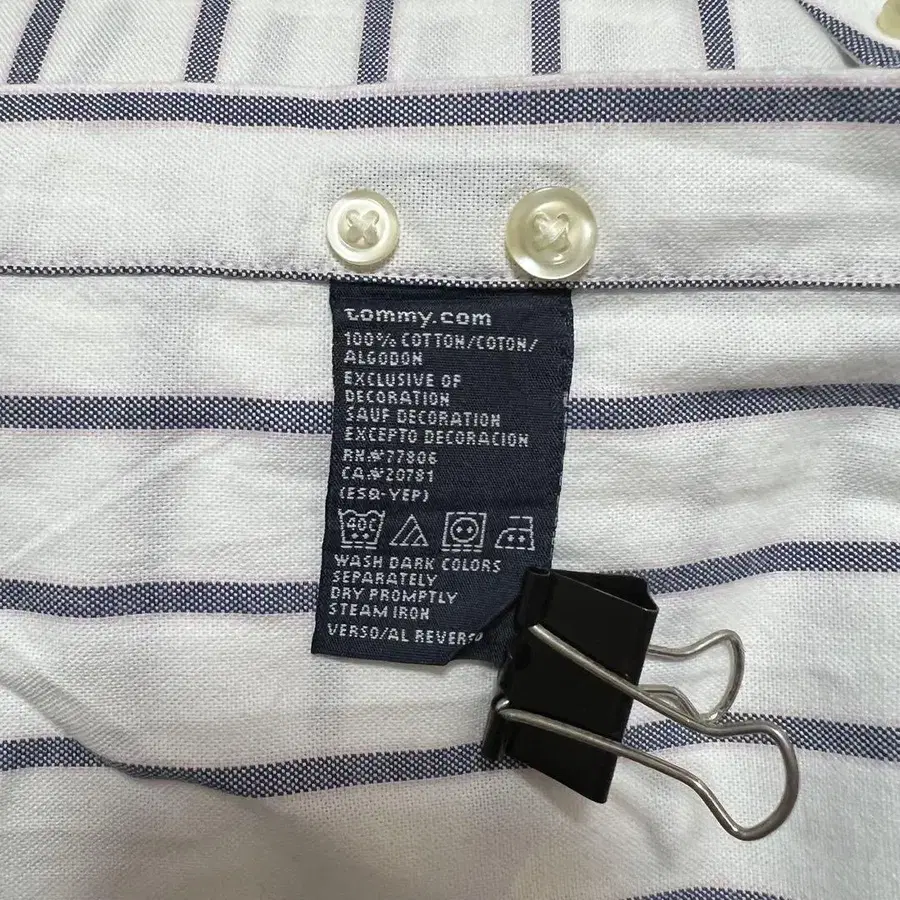 tommy.com
100% COTTON/COTON/
ALGODON
EXCLUSIVE OF
DECORATION
SAUF DECORATION
EXCEPTO DECORACION
RN#77806
CA#20781
(ESQ-YEP)
40C
WASH DARK COLORS
SEPARATELY
DRY PROMPTLY
STEAM IRON
VERSO/AL REVERSO